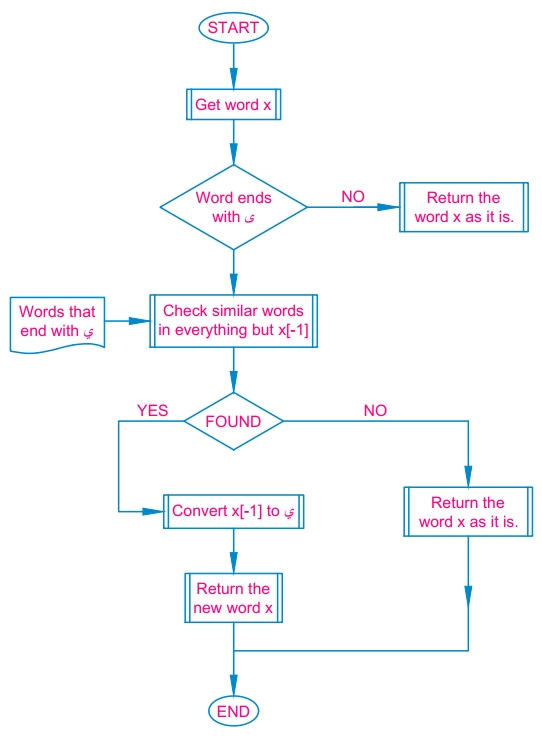 START
Get word x
Word ends
with ى
NO
Return the
word x as it is.
Words that
end with ي
Check similar words
in everything but x[-1]
YES
FOUND
NO
Convert x[-1] to ي
Return the
word x as it is.
Return the
new word x
END